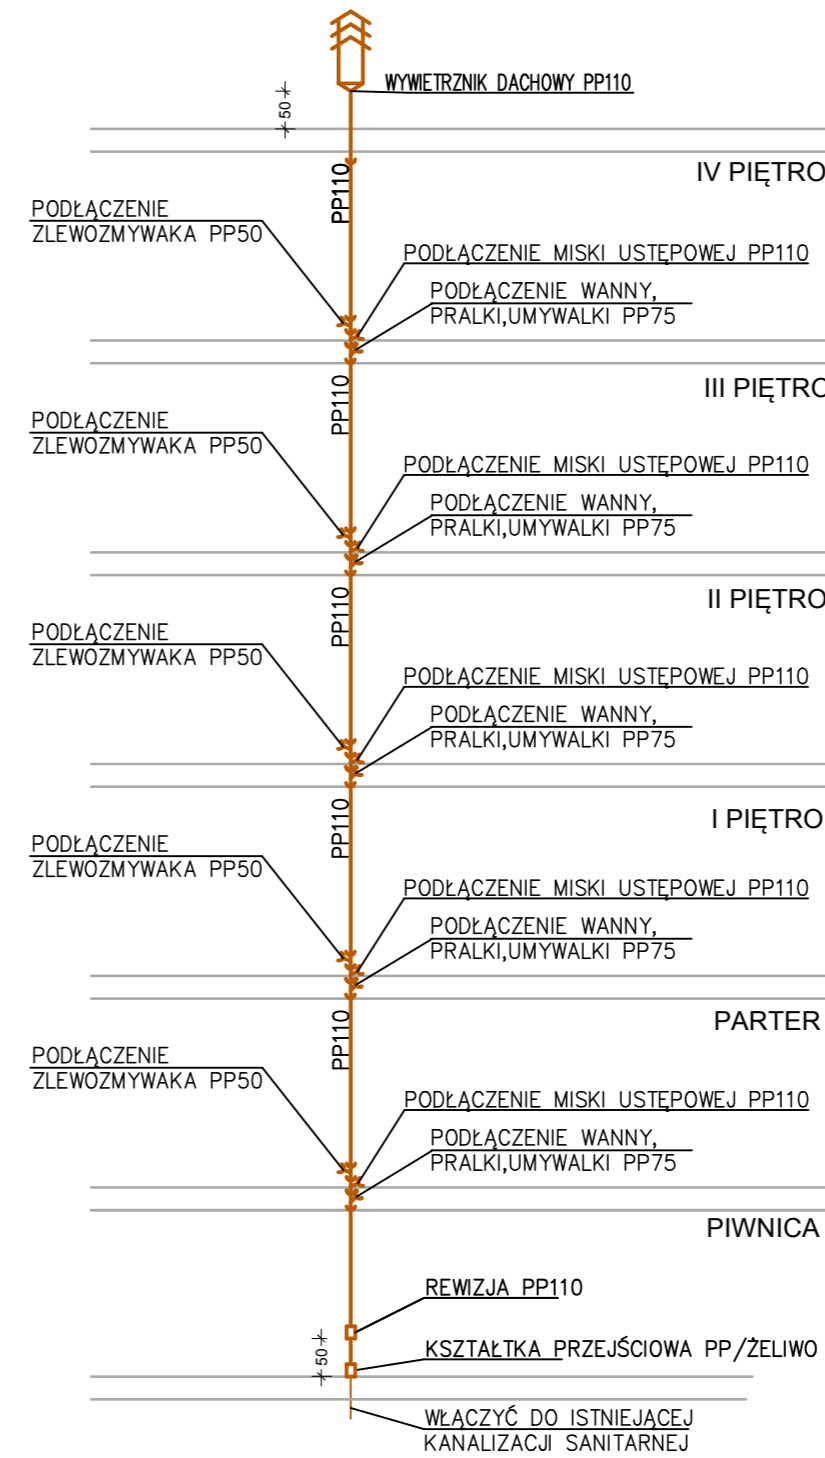 WYWIETRZNIK DACHOWY PP110
50
IV PIĘTRO
PP110
PODŁĄCZENIE
ZLEWOZMYWAKA PP50
PODŁĄCZENIE MISKI USTĘPOWEJ PP110
PODŁĄCZENIE WANNY,
PRALKI,UMYWALKI PP75
III PIĘTRO
PP110
PODŁĄCZENIE
ZLEWOZMYWAKA PP50
PODŁĄCZENIE MISKI USTĘPOWEJ PP110
PODŁĄCZENIE WANNY,
PRALKI,UMYWALKI PP75
II PIĘTRO
PP110
PODŁĄCZENIE
ZLEWOZMYWAKA PP50
PODŁĄCZENIE MISKI USTĘPOWEJ PP110
PODŁĄCZENIE WANNY,
PRALKI,UMYWALKI PP75
I PIĘTRO
PP110
PODŁĄCZENIE
ZLEWOZMYWAKA PP50
PODŁĄCZENIE MISKI USTĘPOWEJ PP110
PODŁĄCZENIE WANNY,
PRALKI,UMYWALKI PP75
PARTER
PP110
PODŁĄCZENIE
ZLEWOZMYWAKA PP50
PODŁĄCZENIE MISKI USTĘPOWEJ PP110
PODŁĄCZENIE WANNY,
PRALKI,UMYWALKI PP75
PIWNICA
REWIZJA PP110
50
KSZTAŁTKA PRZEJŚCIOWA PP/ŻELIWO
WŁĄCZYĆ DO ISTNIEJĄCEJ
KANALIZACJI SANITARNEJ